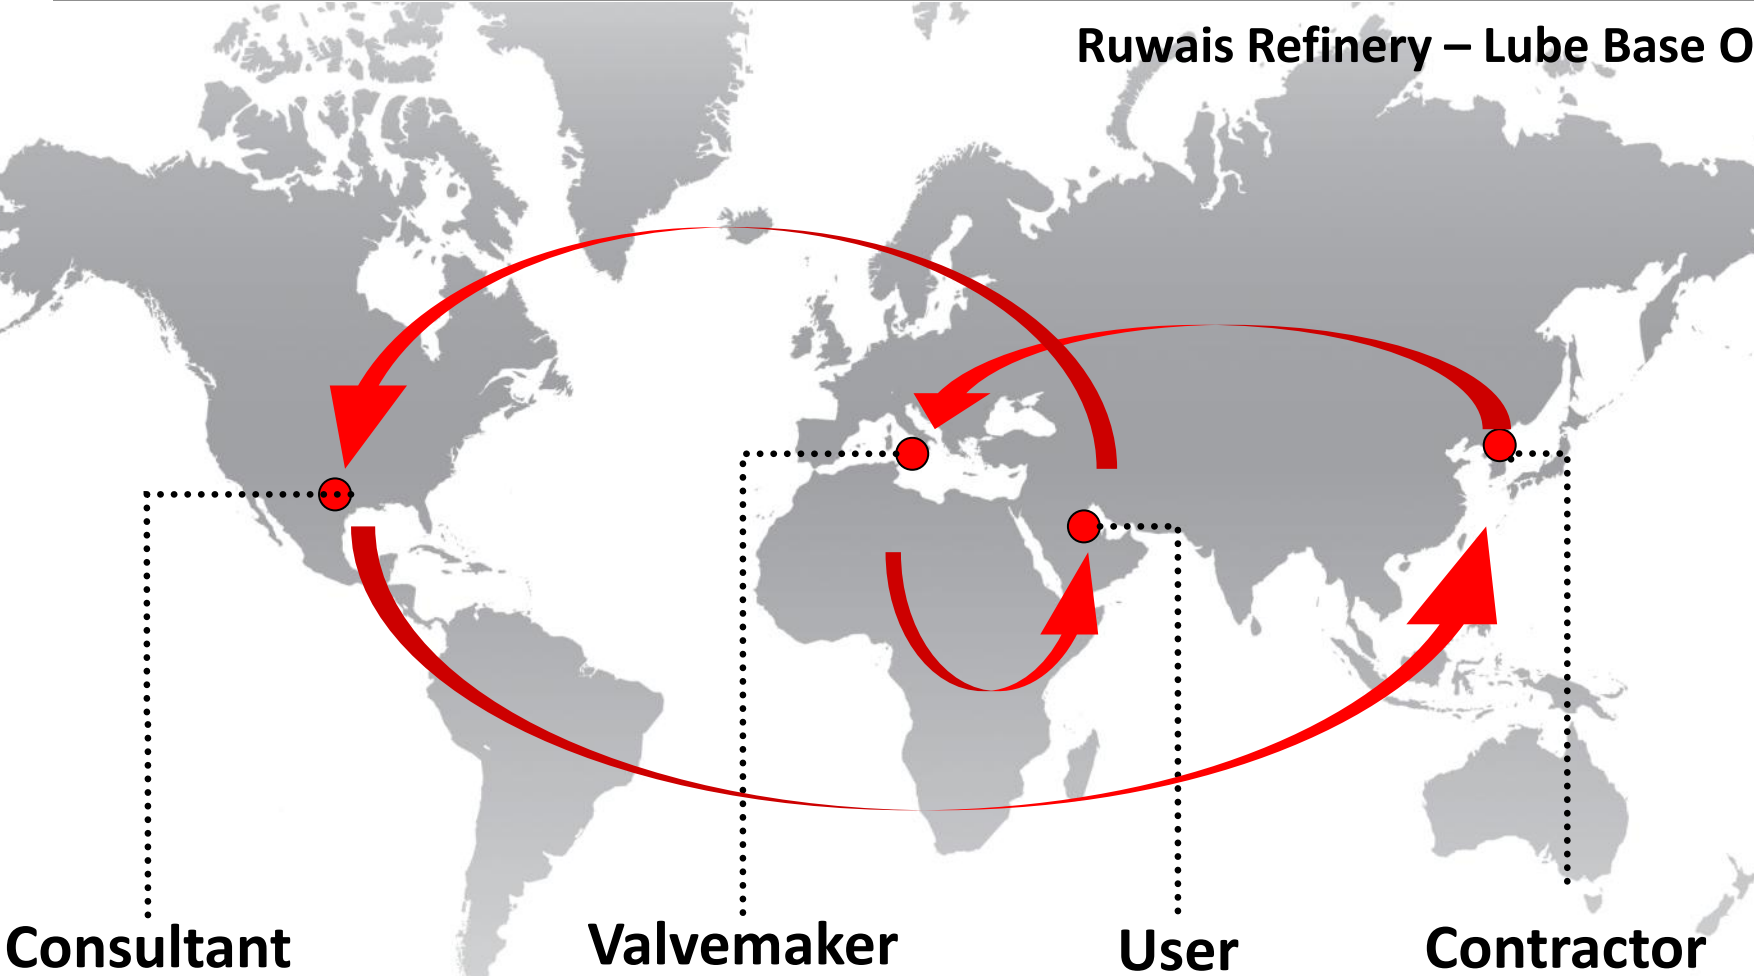 Ruwais Refinery – Lube Base O
Consultant
Valvemaker
User
Contractor